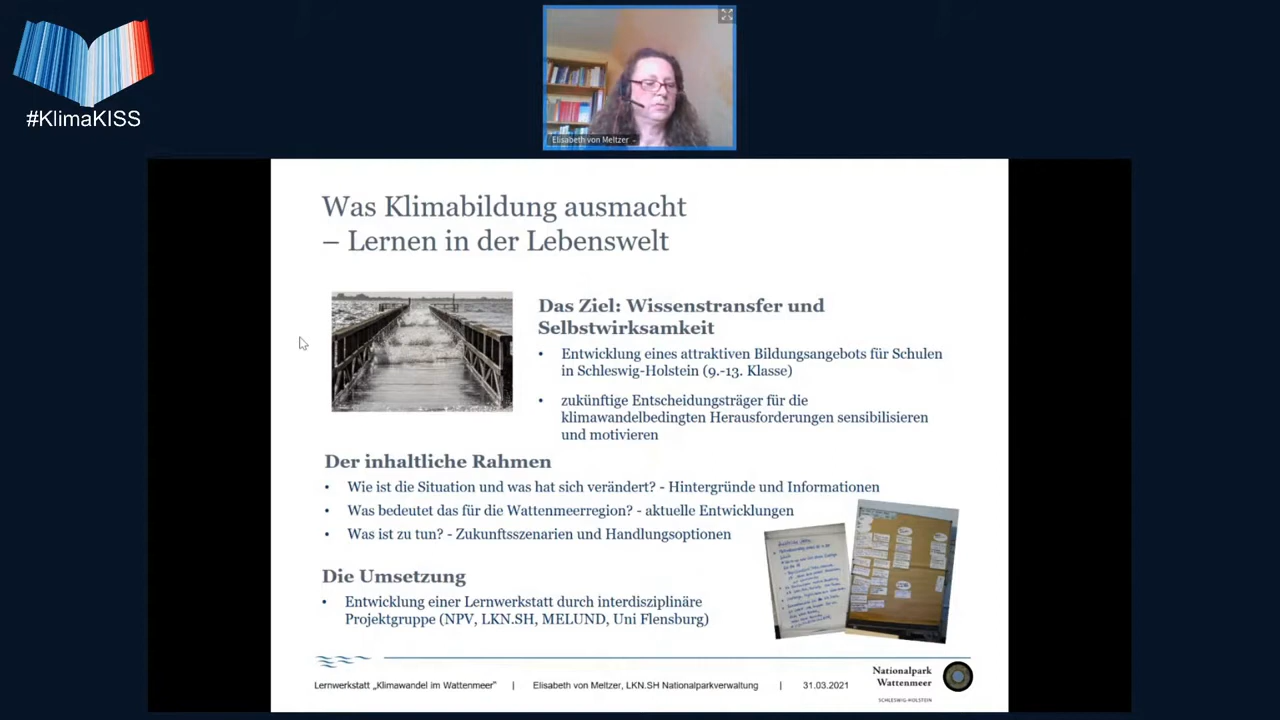 #KlimaKISS
Elisabeth von Meltzer
Was Klimabildung ausmacht
– Lernen in der Lebenswelt
Das Ziel: Wissenstransfer und
Selbstwirksamkeit
• Entwicklung eines attraktiven Bildungsangebots für Schulen
in Schleswig-Holstein (9.-13. Klasse)
• zukünftige Entscheidungsträger für die
klimawandelbedingten Herausforderungen sensibilisieren
und motivieren
Der inhaltliche Rahmen
• Wie ist die Situation und was hat sich verändert? - Hintergründe und Informationen
• Was bedeutet das für die Wattenmeerregion? - aktuelle Entwicklungen
• Was ist zu tun? - Zukunftsszenarien und Handlungsoptionen
Die Umsetzung
• Entwicklung einer Lernwerkstatt durch interdisziplinäre
Projektgruppe (NPV, LKN.SH, MELUND, Uni Flensburg)
Lernwerkstatt „Klimawandel im Wattenmeer" | Elisabeth von Meltzer, LKN.SH Nationalparkverwaltung | 31.03.2021
Nationalpark
Wattenmeer
SCHLESWIG-HOLSTEIN